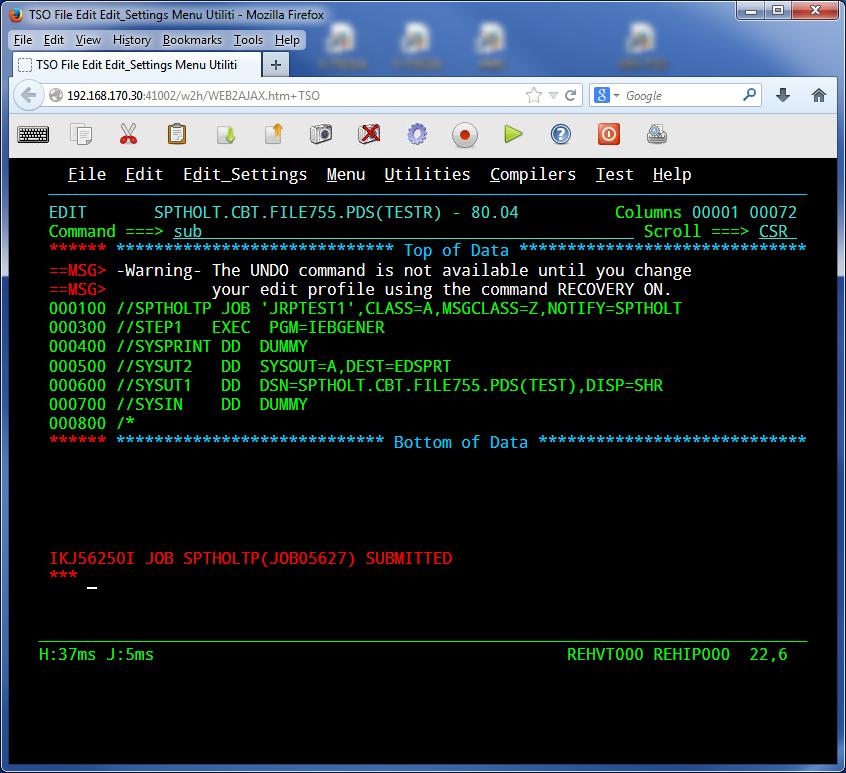 TSO File Edit Edit_Settings Menu Utiliti - Mozilla Firefox
File Edit View History Bookmarks Tools Help
TSO File Edit Edit_Settings Menu Utiliti +
192.168.170.30:41002/w2h/WEB2AJAX.htm+TSO 8 Google
File Edit Edit_Settings Menu Utilities Compilers Test Help
EDIT SPTHOLT.CBT.FILE755.PDS(TESTR) - 80.04 Columns 00001 00072
Command ===> sub Scroll ===> CSR
****** ***************************** Top of Data ******************************
==MSG> -Warning- The UNDO command is not available until you change
==MSG> your edit profile using the command RECOVERY ON.
000100 //SPTHOLTP JOB 'JRPTEST1',CLASS=A,MSGCLASS=Z,NOTIFY=SPTHOLT
000300 //STEP1 EXEC PGM=IEBGENER
000400 //SYSPRINT DD DUMMY
000500 //SYSUT2 DD SYSOUT=A,DEST=EDSPRT
000600 //SYSUT1 DD DSN=SPTHOLT.CBT.FILE755.PDS(TEST),DISP=SHR
000700 //SYSIN DD DUMMY
000800 /*
****** **************************** Bottom of Data ****************************
IKJ56250I JOB SPTHOLTP(JOB05627) SUBMITTED
***
H:37ms J:5ms REHVT000 REHIP000 22,6